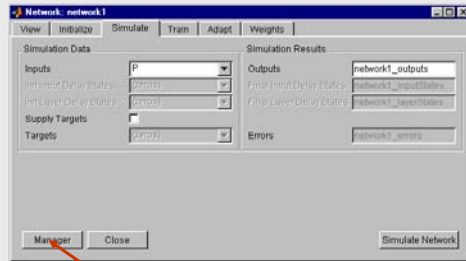 Network: network1
View
Initialize
Simulate
Train
Adapt
Weights
Simulation Data
Simulation Results
Inputs
P
Outputs
network1_outputs
Init Input Delay States
(zeros)
Final Input Delay States
network1_inputStates
Init Layer Delay States
(zeros)
Final Layer Delay States
network1_layerStates
Supply Targets
Targets
(zeros)
Errors
network1_errors
Manager
Close
Simulate Network